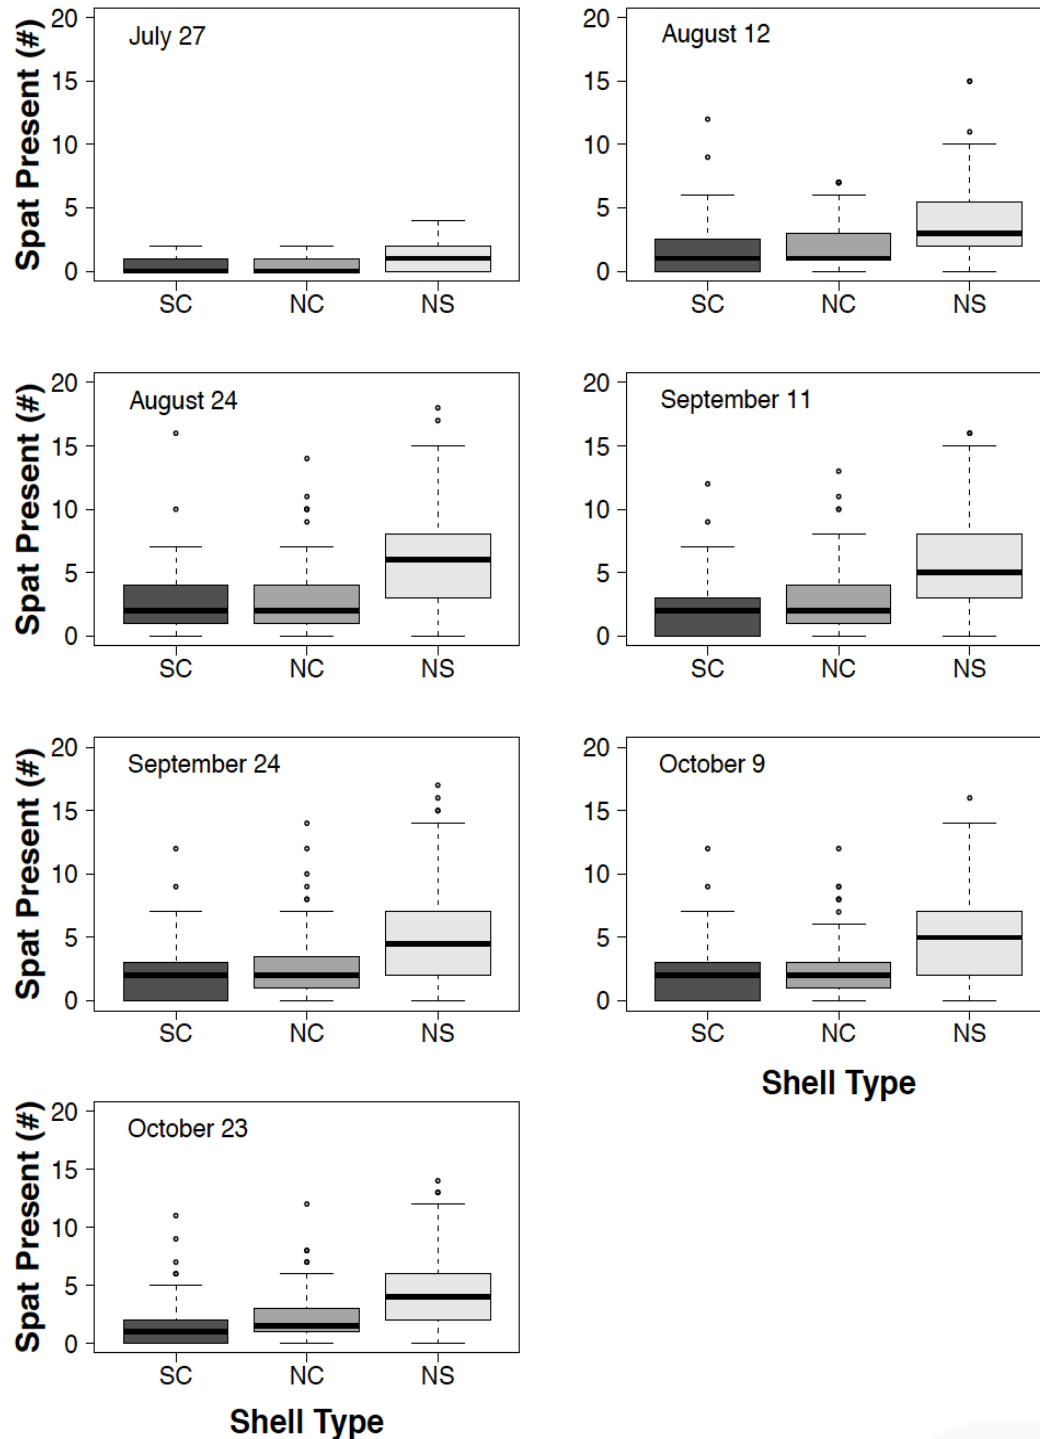 Spat Present (#)
20
15
10
5
0
July 27
SC NC NS
20
15
10
5
0
August 12
SC NC NS
Spat Present (#)
20
15
10
5
0
August 24
SC NC NS
20
15
10
5
0
September 11
SC NC NS
Spat Present (#)
20
15
10
5
0
September 24
SC NC NS
20
15
10
5
0
October 9
SC NC NS
Shell Type
Spat Present (#)
20
15
10
5
0
October 23
SC NC NS
Shell Type